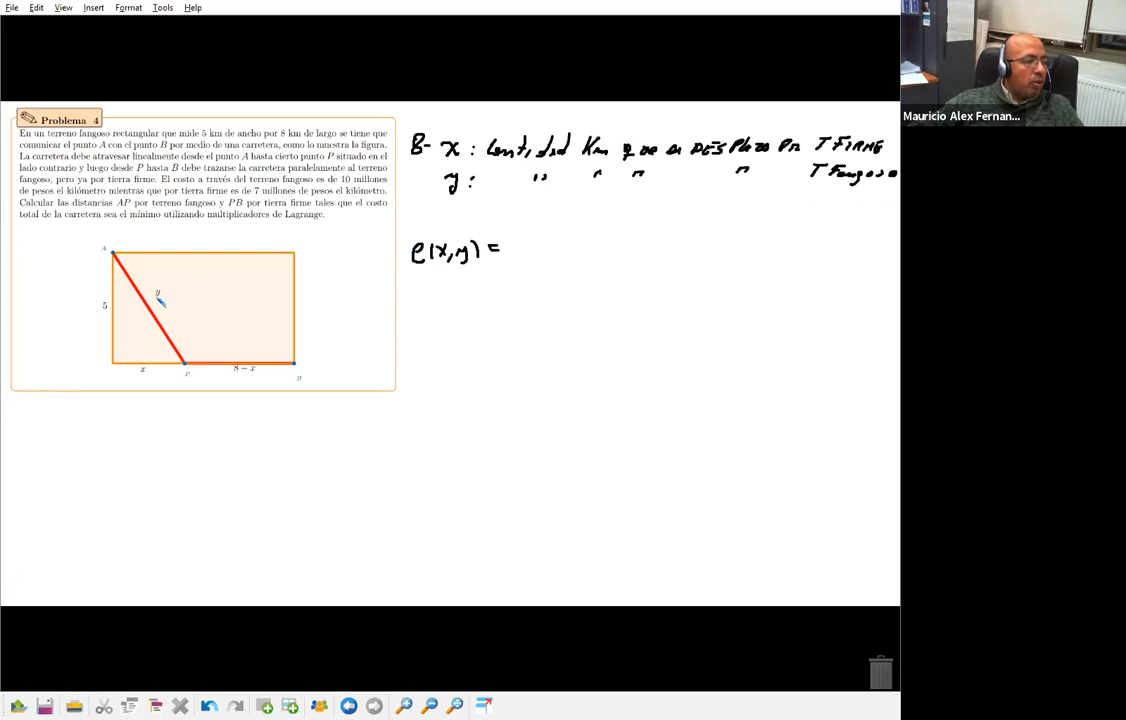 File Edit View Insert Format Tools Help
Problema 4
En un terreno fangoso rectangular que mide 5 km de ancho por 8 km de largo se tiene que
comunicar el punto A con el punto B por medio de una carretera, como lo muestra la figura.
La carretera debe atravesar linealmente desde el punto A hasta cierto punto P situado en el
lado contrario y luego desde P hasta B debe trazarse la carretera paralelamente al terreno
fangoso, pero ya por tierra firme. El costo a través del terreno fangoso es de 10 millones
de pesos el kilómetro mientras que por tierra firme es de 7 millones de pesos el kilómetro.
Calcular las distancias AP por terreno fangoso y PB por tierra firme tales que el costo
total de la carretera sea el mínimo utilizando multiplicadores de Lagrange.
A
y
5
x
8 − x
P
B
8- x : Cantidad Km que se DESPlazo Por T FIRME
y : " " " " T Fangoso
C(x,y) =
Mauricio Alex Fernan...